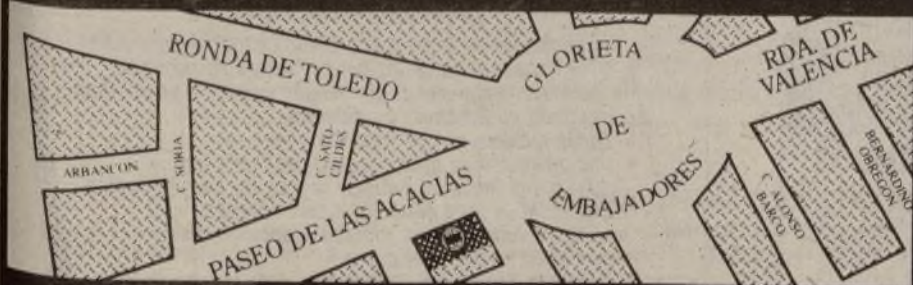 RONDA DE TOLEDO
GLORIETA
DE
EMBAJADORES
RDA. DE
VALENCIA
ARBANCON
C. SORIA
C. SATO-
CILDES
PASEO DE LAS ACACIAS
C. ALONSO
BARCO
BERNARDINO
OBREGON